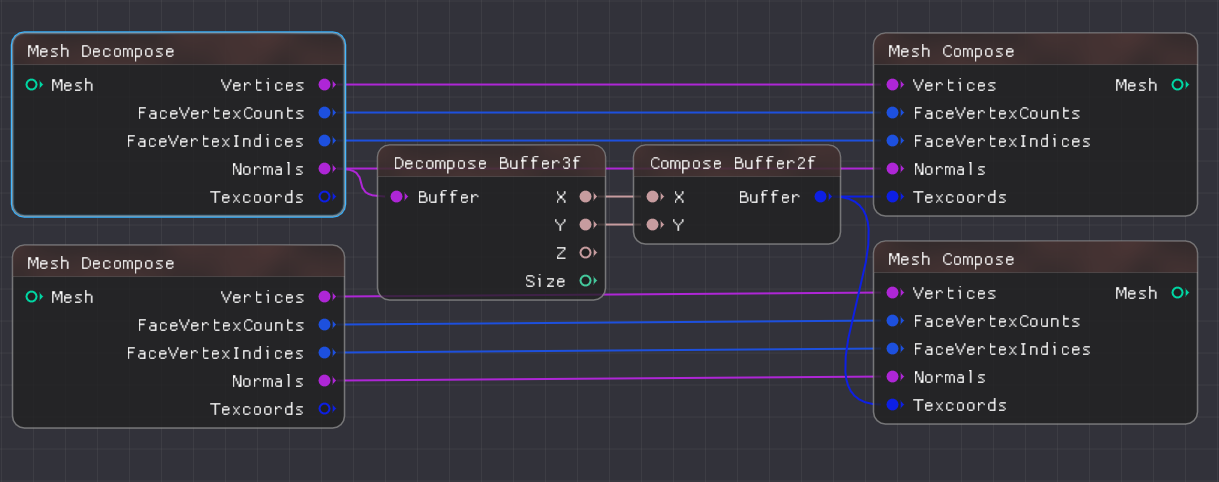 Mesh Decompose
Mesh Vertices
FaceVertexCounts
FaceVertexIndices
Normals
Texcoords
Decompose Buffer3f
Buffer X
Y
Z
Size
Compose Buffer2f
X Buffer
Y
Mesh Compose
Vertices Mesh
FaceVertexCounts
FaceVertexIndices
Normals
Texcoords
Mesh Decompose
Mesh Vertices
FaceVertexCounts
FaceVertexIndices
Normals
Texcoords
Mesh Compose
Vertices Mesh
FaceVertexCounts
FaceVertexIndices
Normals
Texcoords